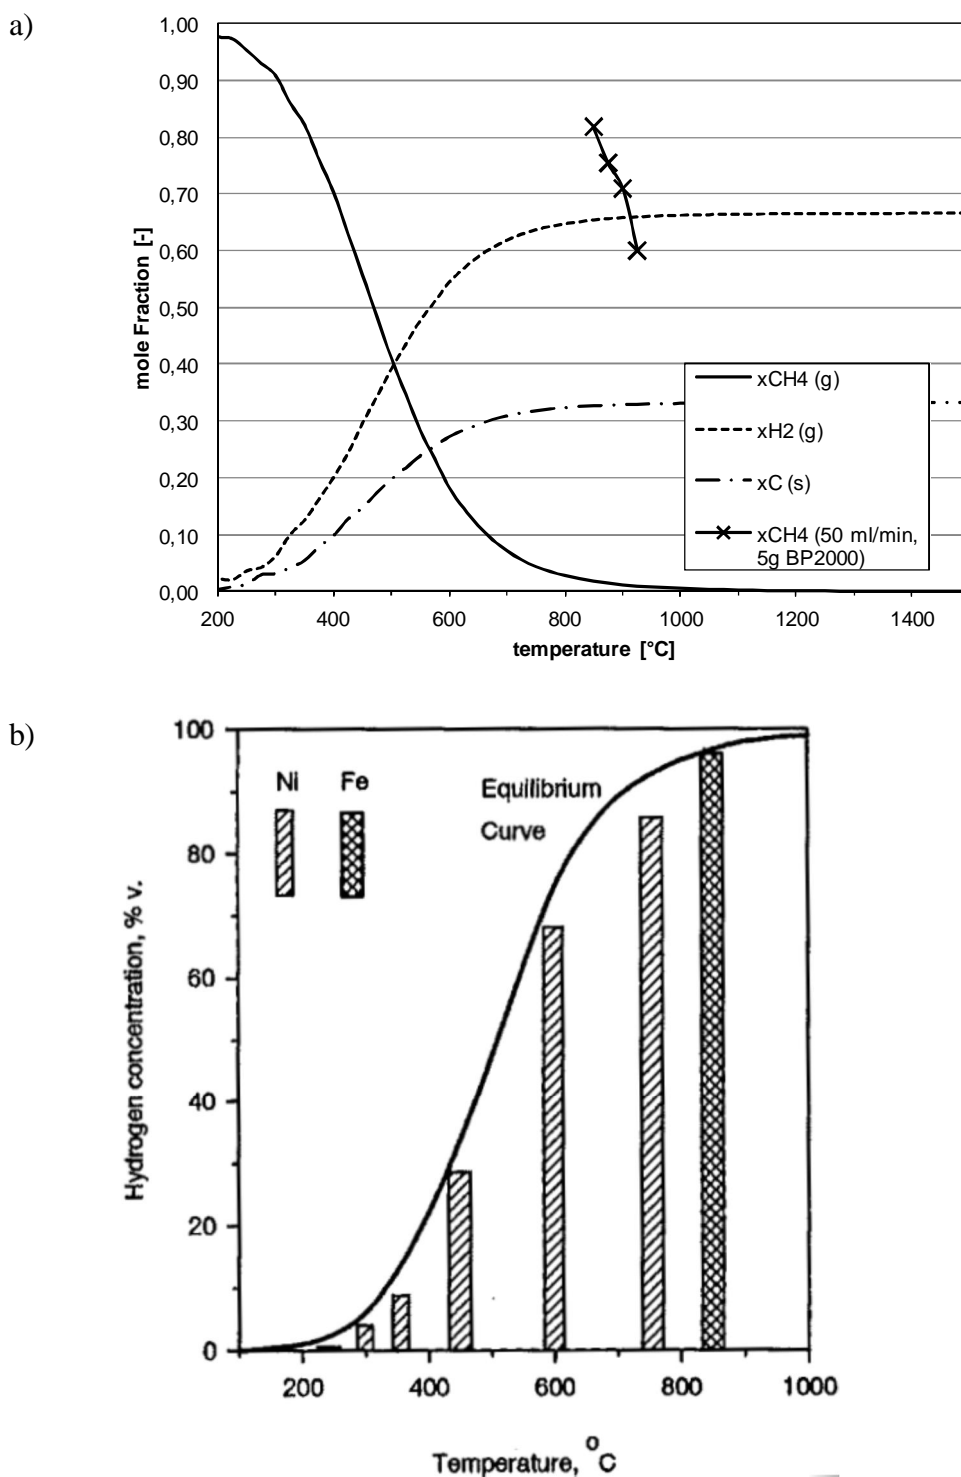 a)
1,00
0,90
0,80
0,70
0,60
0,50
0,40
0,30
0,20
0,10
0,00
mole Fraction [-]
xCH4 (g)
xH2 (g)
xC (s)
xCH4 (50 ml/min,
5g BP2000)
200 400 600 800 1000 1200 1400
temperature [°C]
b)
100
80
60
40
20
0
Hydrogen concentration, % v.
Ni Fe
Equilibrium
Curve
200 400 600 800 1000
Temperature, °C